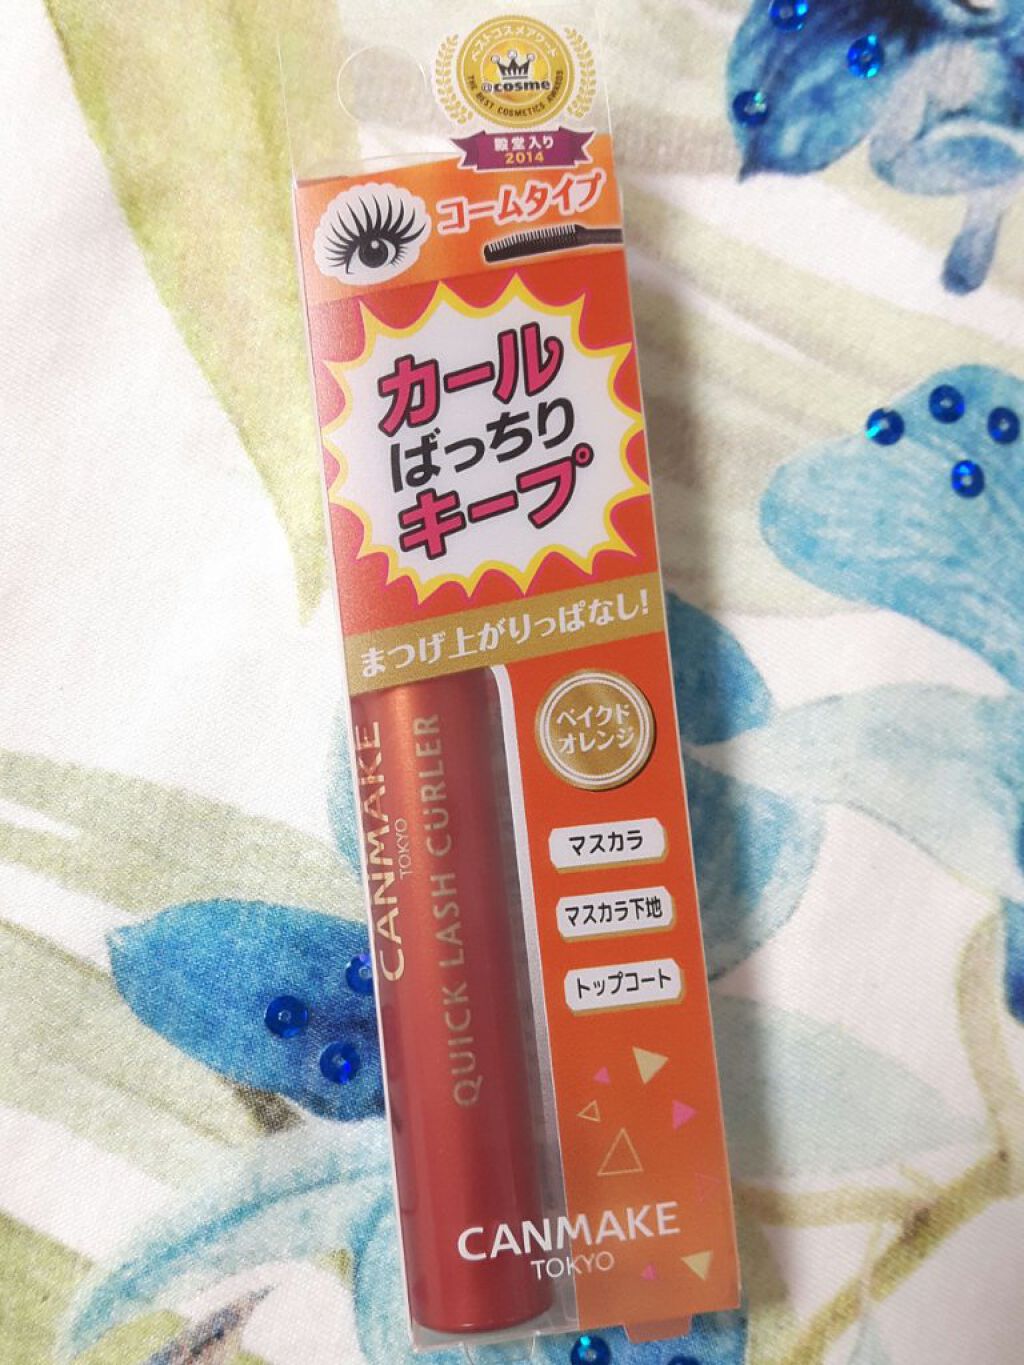 ベストコスメアワード
@cosme
THE BEST COSMETICS AWARDS
殿堂入り
2014
コームタイプ
カール
ばっちり
キープ
まつげ上がりっぱなし!
ベイクド
オレンジ
マスカラ
マスカラ下地
トップコート
CANMAKE
TOKYO
QUICK LASH CURLER
CANMAKE
TOKYO